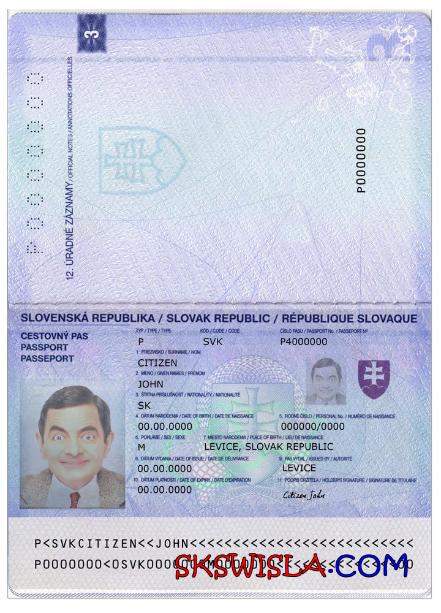 3
P0000000
12. ÚRADNÉ ZÁZNAMY / OFFICIAL NOTES / ANNOTATIONS OFFICIELLES
P0000000
SLOVENSKÁ REPUBLIKA / SLOVAK REPUBLIC / RÉPUBLIQUE SLOVAQUE
CESTOVNÝ PAS
PASSPORT
PASSEPORT
TYP / TYPE / TYPE KÓD / CODE / CODE ČÍSLO PASU / PASSPORT No. / PASSEPORT Nº
P SVK P4000000
1 PRIEZVISKO / SURNAME / NOM
CITIZEN
2 MENO / GIVEN NAMES / PRÉNOM
JOHN
3 ŠTÁTNA PRÍSLUŠNOSŤ / NATIONALITY / NATIONALITÉ
SK
4 DÁTUM NARODENIA / DATE OF BIRTH / DATE DE NAISSANCE 5 RODNÉ ČÍSLO / PERSONAL No. / NUMÉRO DE NAISSANCE
00.00.0000 000000/0000
6 POHLAVIE / SEX / SEXE 7 MIESTO NARODENIA / PLACE OF BIRTH / LIEU DE NAISSANCE
M LEVICE, SLOVAK REPUBLIC
8 DÁTUM VYDANIA / DATE OF ISSUE / DATE DE DÉLIVRANCE 9 PAS VYDAL / ISSUED BY / AUTORITÉ
00.00.0000 LEVICE
10 DÁTUM PLATNOSTI / DATE OF EXPIRY / DATE D'EXPIRATION 11 PODPIS DRŽITEĽA / HOLDER'S SIGNATURE / SIGNATURE DE TITULAIRE
00.00.0000 Citizen John
P<SVKCITIZEN<<JOHN<<<<<<<<<<<<<<<<<<<<<<<<<<
SKSWISLA.COM